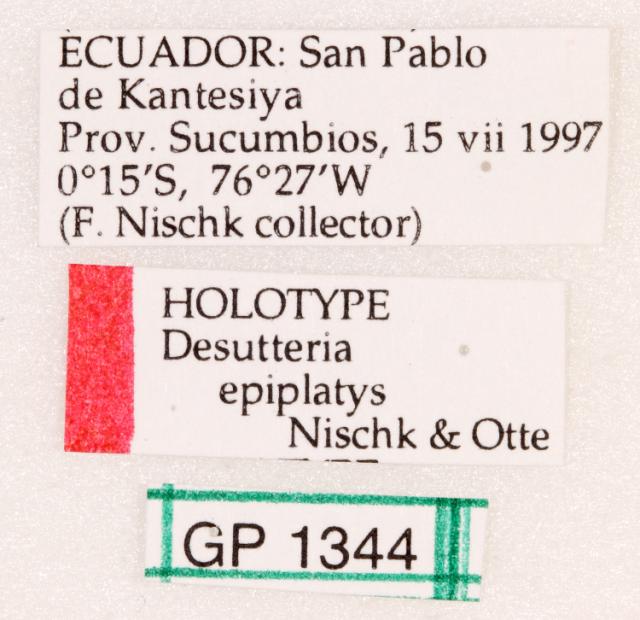 ECUADOR: San Pablo
de Kantesiya
Prov. Sucumbios, 15 vii 1997
0°15'S, 76°27'W
(F. Nischk collector)
HOLOTYPE
Desutteria
epiplatys
Nischk & Otte
GP 1344